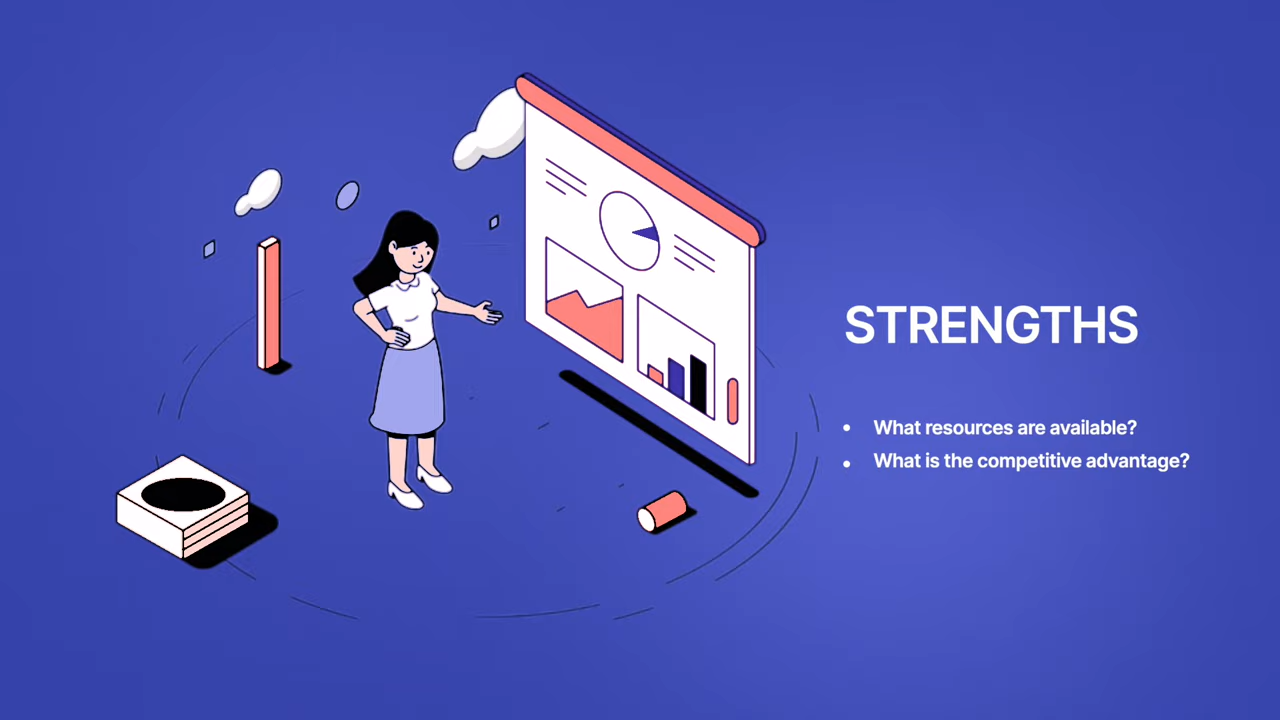 STRENGTHS
• What resources are available?
• What is the competitive advantage?